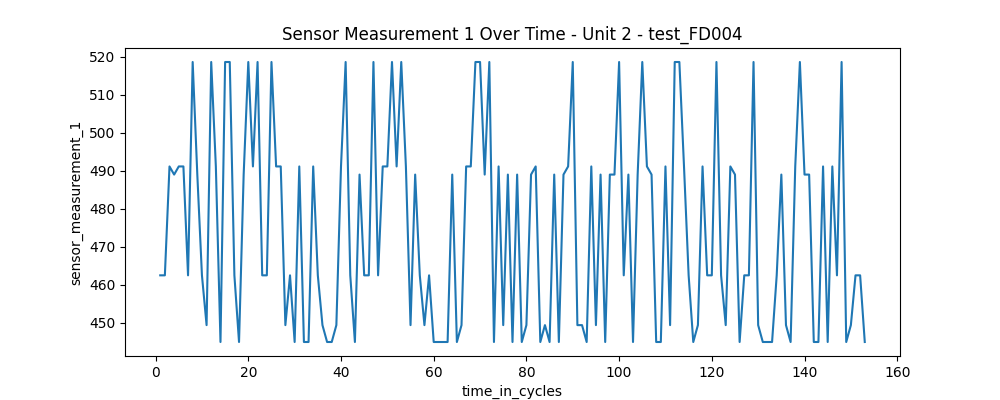 Sensor Measurement 1 Over Time - Unit 2 - test_FD004
520
510
500
490
480
470
460
450
sensor_measurement_1
0 20 40 60 80 100 120 140 160
time_in_cycles